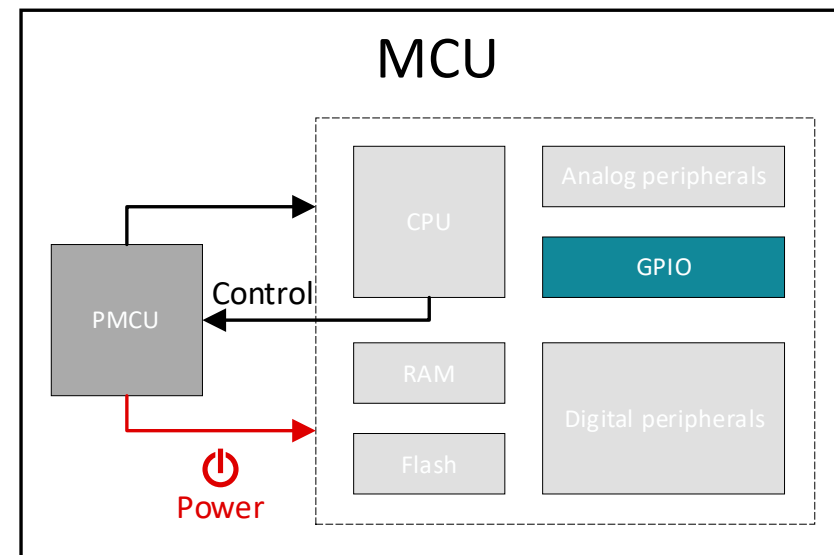 MCU
Analog peripherals
CPU
GPIO
Control
PMCU
RAM
Digital peripherals
Flash
Power